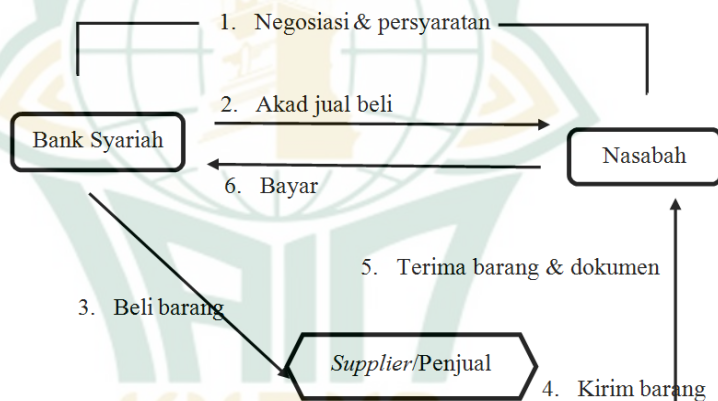 1. Negosiasi & persyaratan
2. Akad jual beli
Bank Syariah
Nasabah
6. Bayar
5. Terima barang & dokumen
3. Beli barang
Supplier/Penjual
4. Kirim barang